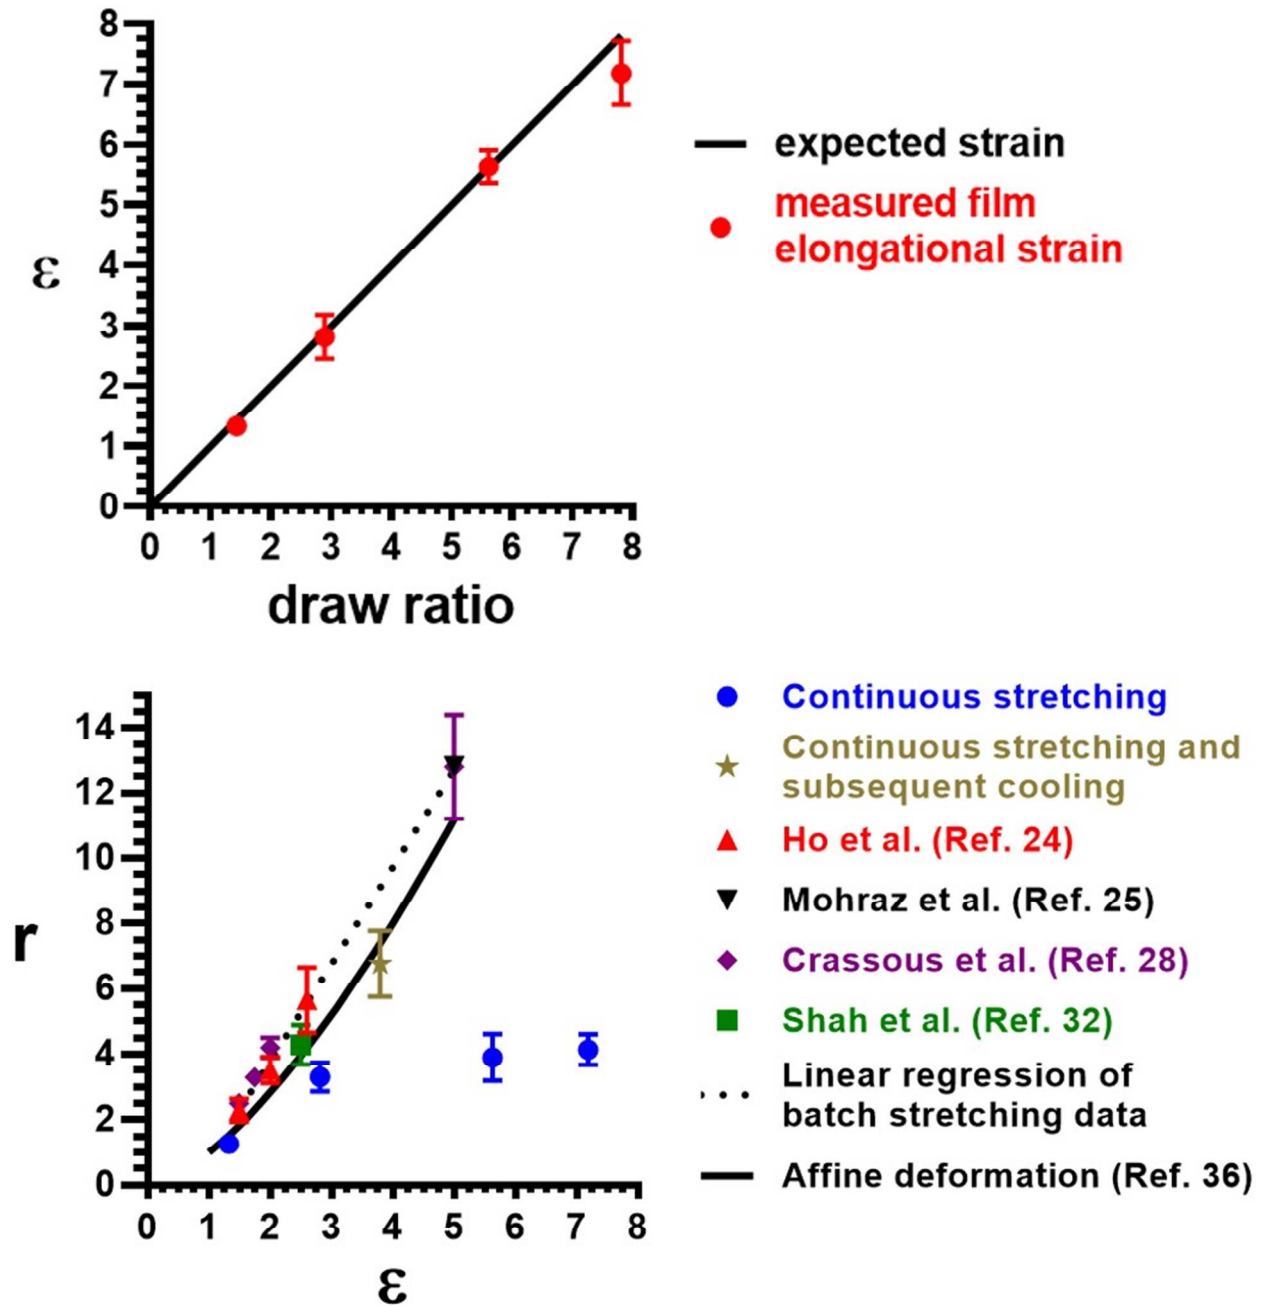 8
7
6
5
4
3
2
1
0
ε
0 1 2 3 4 5 6 7 8
draw ratio
expected strain
measured film
elongational strain
14
12
10
8
6
4
2
0
r
0 1 2 3 4 5 6 7 8
ε
Continuous stretching
Continuous stretching and
subsequent cooling
Ho et al. (Ref. 24)
Mohraz et al. (Ref. 25)
Crassous et al. (Ref. 28)
Shah et al. (Ref. 32)
Linear regression of
batch stretching data
Affine deformation (Ref. 36)